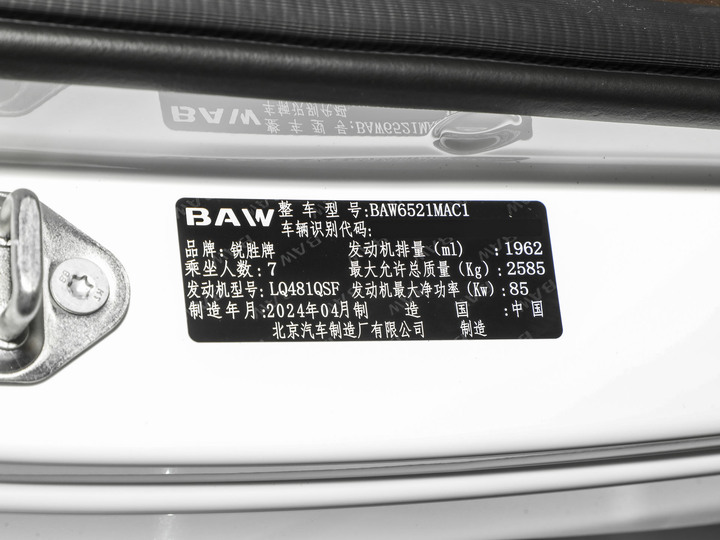 BAW 整车型号:BAW6521MAC1
车辆识别代码:
品牌:锐胜牌 发动机排量(ml) :1962
乘坐人数:7 最大允许总质量(Kg):2585
发动机型号:LQ481QSF 发动机最大净功率(Kw):85
制造年月:2024年04月 制造国:中国
北京汽车制造厂有限公司 制造